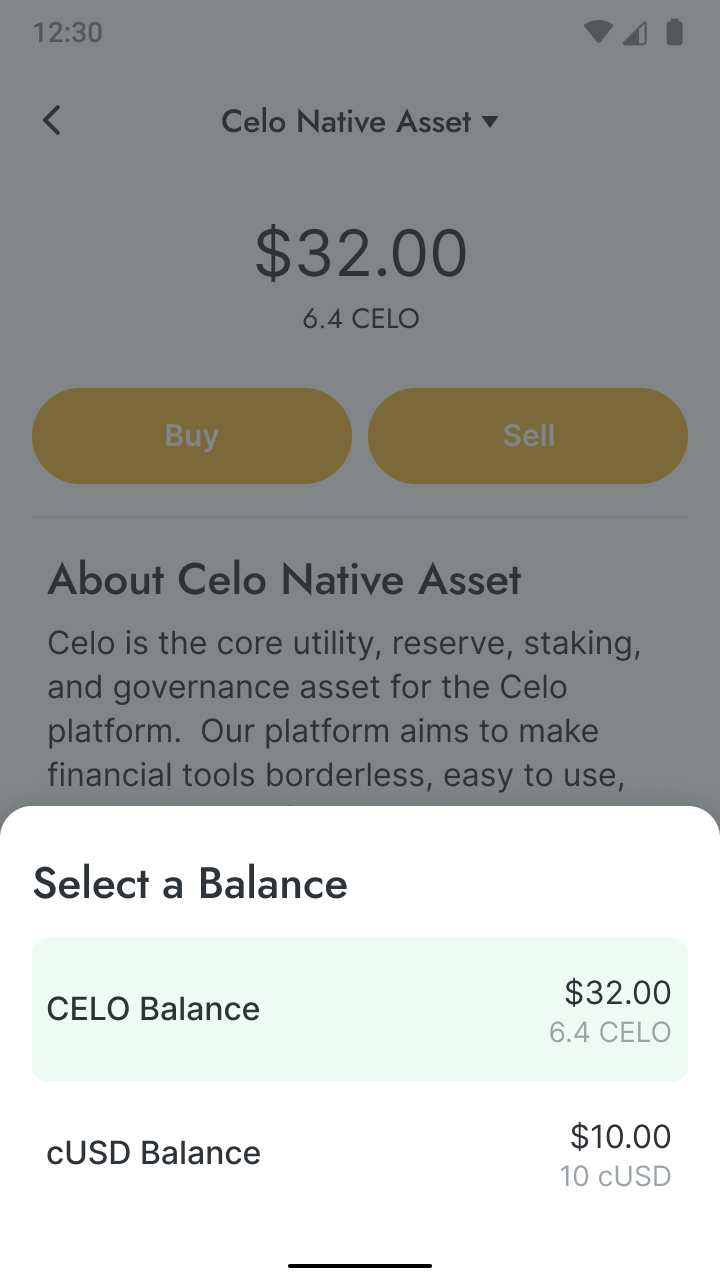 12:30
Celo Native Asset
$32.00
6.4 CELO
Buy
Sell
About Celo Native Asset
Celo is the core utility, reserve, staking,
and governance asset for the Celo
platform.  Our platform aims to make
financial tools borderless, easy to use,
Select a Balance
CELO Balance
$32.00
6.4 CELO
cUSD Balance
$10.00
10 cUSD